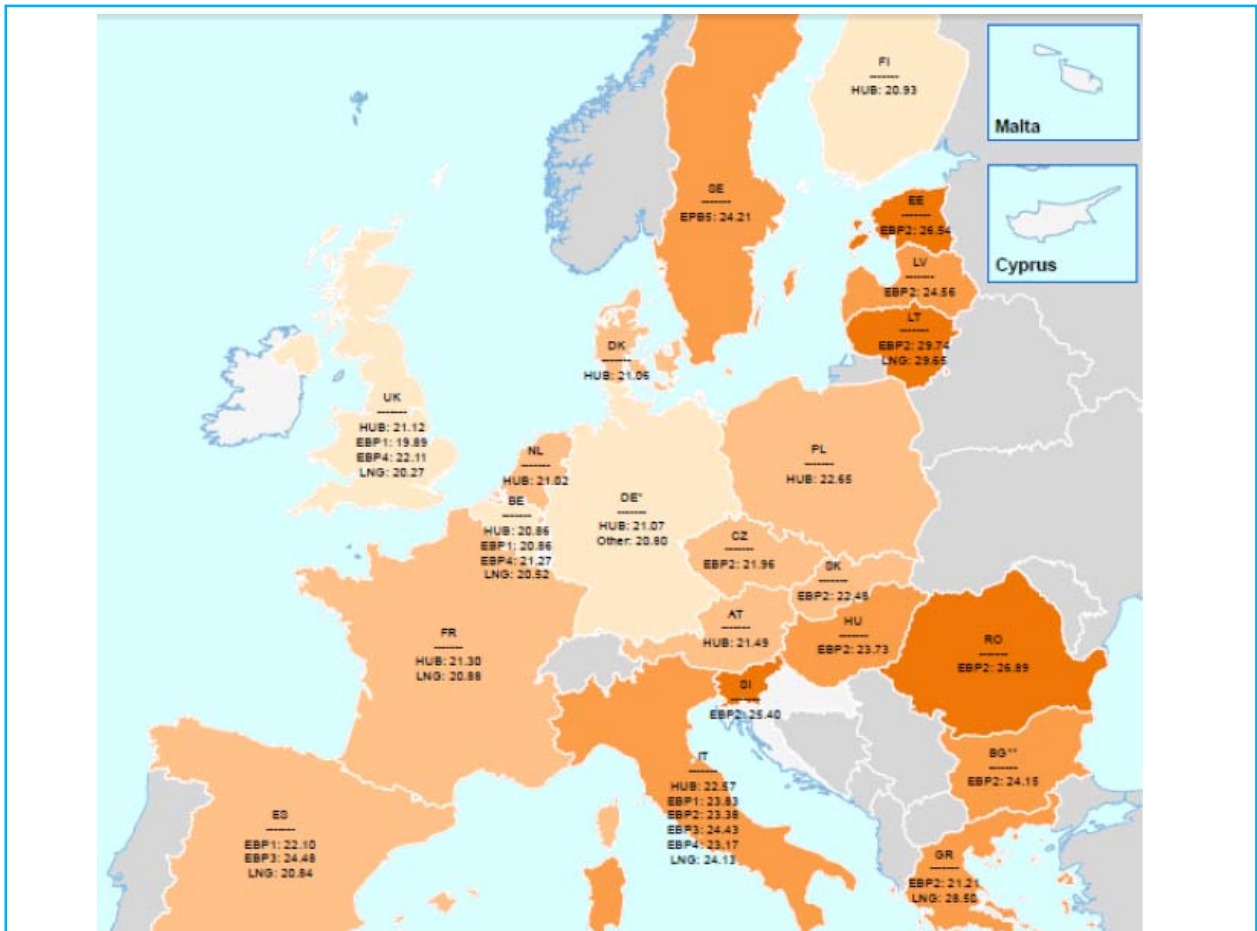 FI
-------
HUB: 20.93
Malta
SE
-------
EPB5: 24.21
EE
-------
EBP2: 26.54
Cyprus
LV
-------
EBP2: 24.56
LT
-------
EBP2: 29.74
LNG: 29.65
DK
-------
HUB: 21.06
UK
-------
HUB: 21.12
EBP1: 19.89
EBP4: 22.11
LNG: 20.27
NL
-------
HUB: 21.02
BE
-------
HUB: 20.86
EBP1: 20.86
EBP4: 21.27
LNG: 20.52
DE*
-------
HUB: 21.07
Other: 20.80
PL
-------
HUB: 22.65
CZ
-------
EBP2: 21.96
SK
-------
EBP2: 22.48
AT
-------
HUB: 21.49
HU
-------
EBP2: 23.73
FR
-------
HUB: 21.30
LNG: 20.88
RO
-------
EBP2: 26.89
SI
-------
EBP2: 25.40
IT
-------
HUB: 22.57
EBP1: 23.83
EBP2: 23.38
EBP3: 24.43
EBP4: 23.17
LNG: 24.13
BG**
-------
EBP2: 24.15
ES
-------
EBP1: 22.10
EBP3: 24.48
LNG: 20.84
GR
-------
EBP2: 21.21
LNG: 28.50